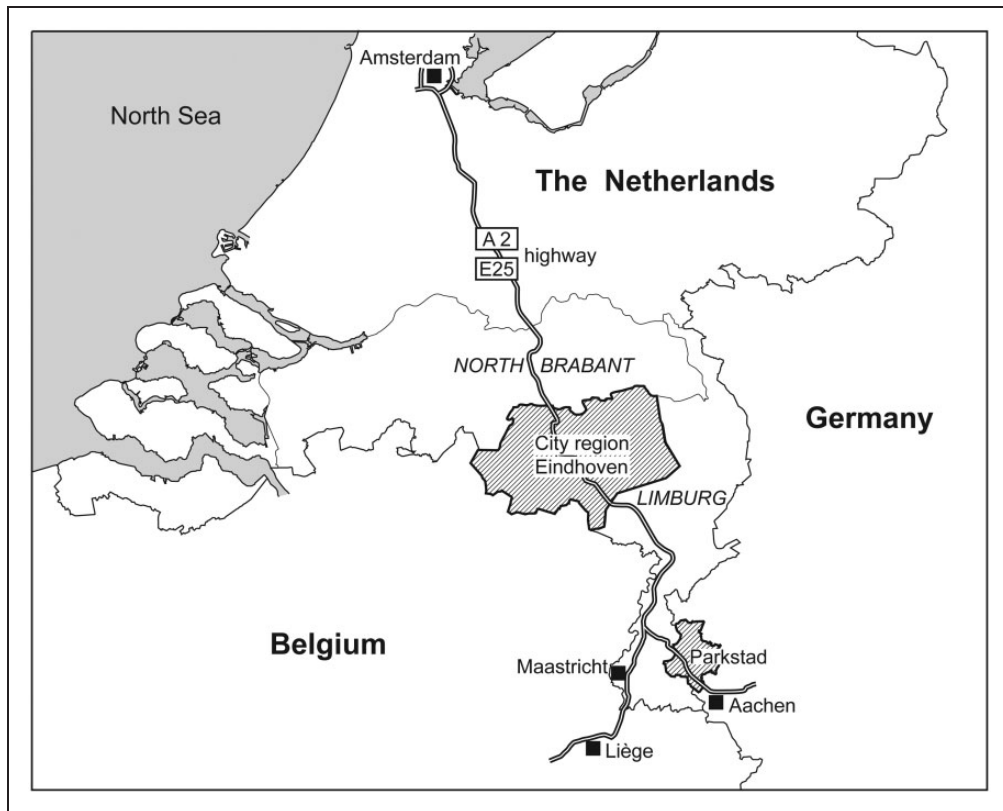 Amsterdam
North Sea
The Netherlands
A 2
highway
E25
NORTH BRABANT
Germany
City region
Eindhoven
LIMBURG
Belgium
Maastricht
Parkstad
Aachen
Liège